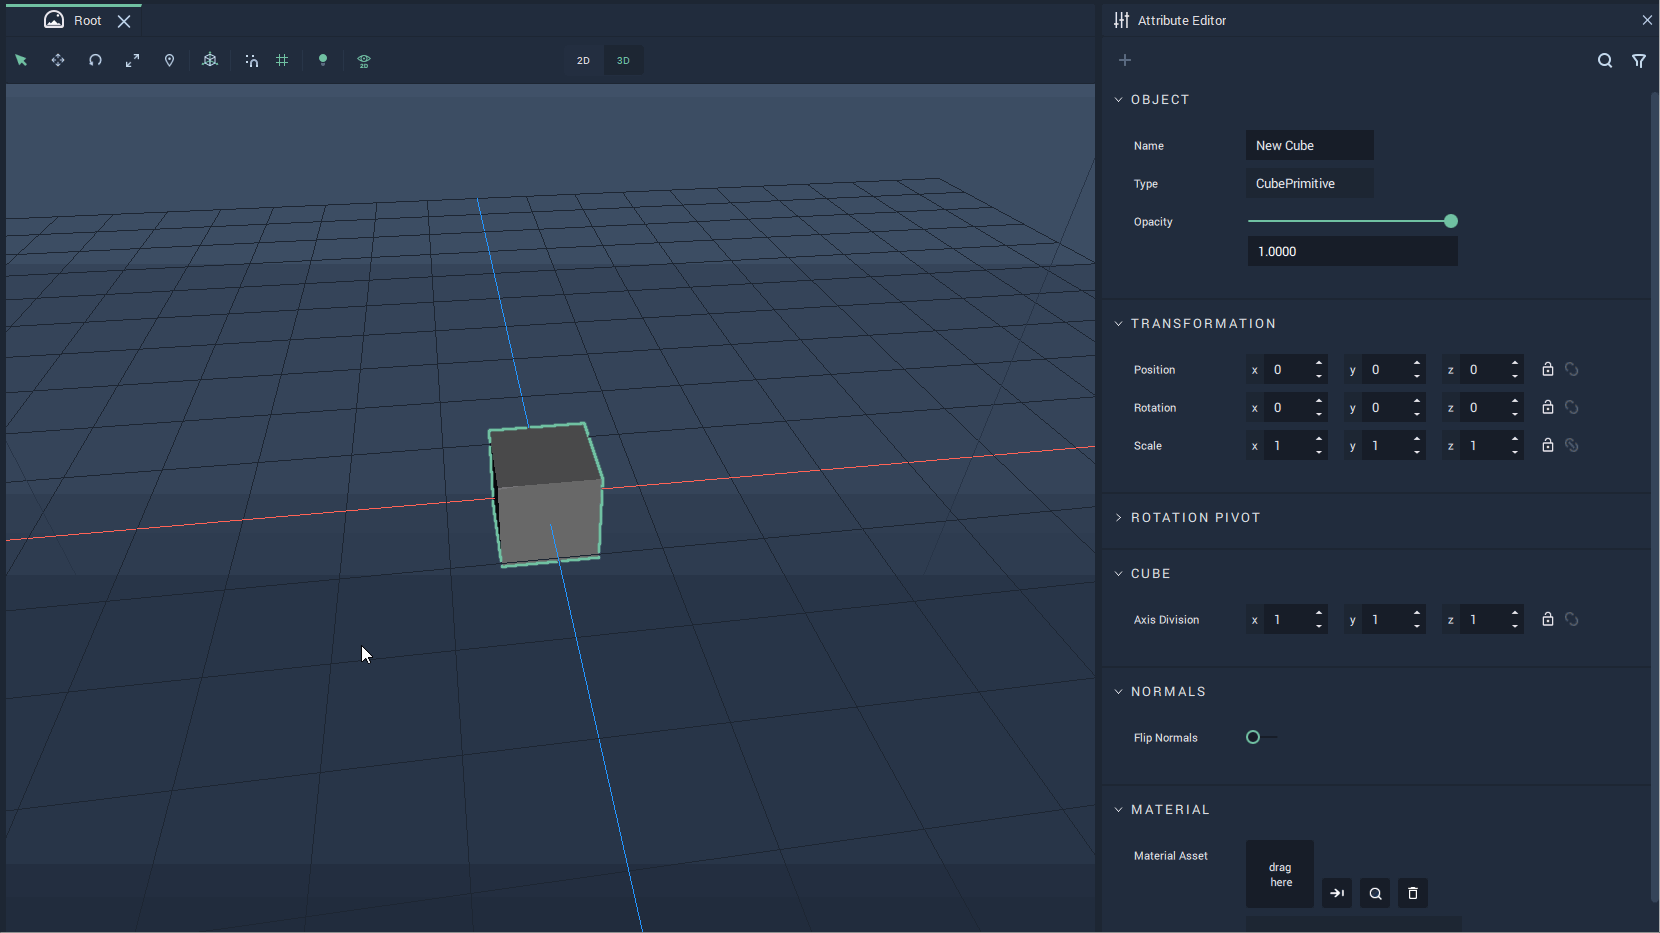 Root
Attribute Editor
2D
2D 3D
OBJECT
Name New Cube
Type CubePrimitive
Opacity
1.0000
TRANSFORMATION
Position x 0 y 0 z 0
Rotation x 0 y 0 z 0
Scale x 1 y 1 z 1
ROTATION PIVOT
CUBE
Axis Division x 1 y 1 z 1
NORMALS
Flip Normals
MATERIAL
Material Asset
drag
here